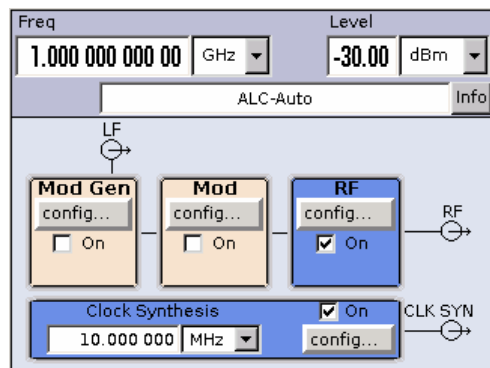 Freq Level
1.000 000 000 00 GHz -30.00 dBm
ALC-Auto Info
LF
Mod Gen Mod RF
config... config... config... RF
On On On
Clock Synthesis On CLK SYN
10.000 000 MHz config...